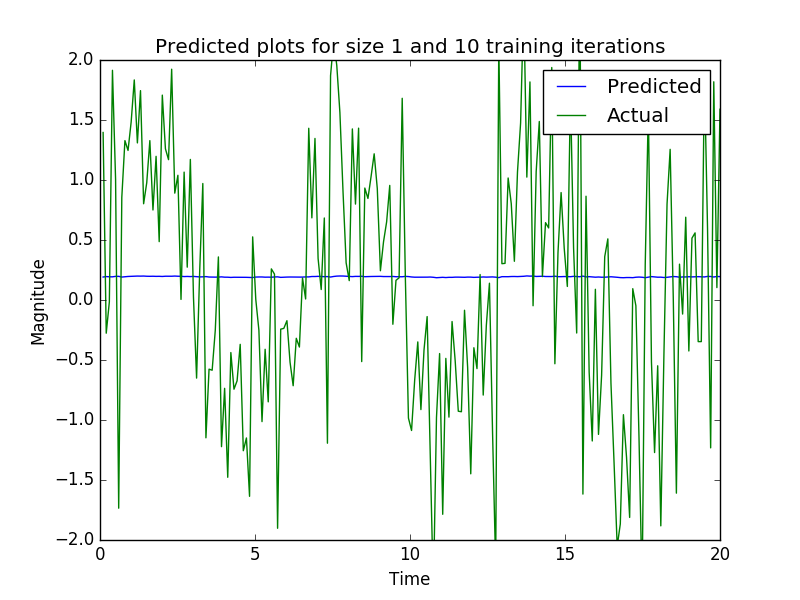 Predicted plots for size 1 and 10 training iterations
Predicted
Actual
2.0
1.5
1.0
0.5
0.0
−0.5
−1.0
−1.5
−2.0
Magnitude
0 5 10 15 20
Time